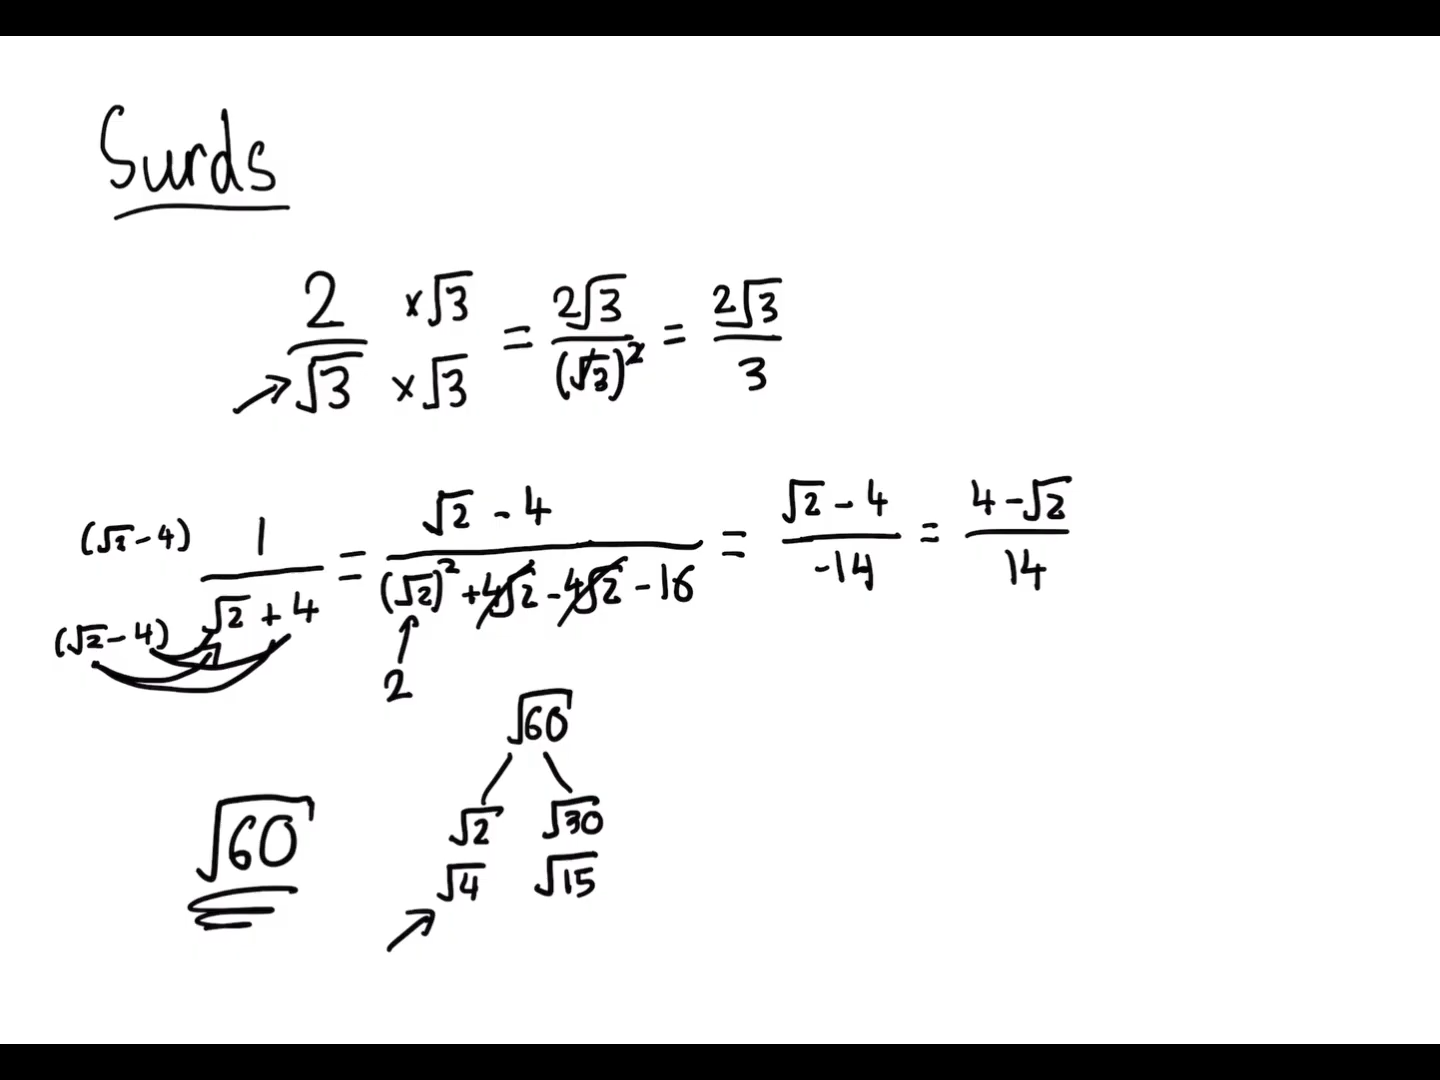 Surds
2/√3 ×√3 ×√3 = 2√3/(√3)² = 2√3/3
(√2-4) 1/(√2+4) (√2-4) = (√2 - 4)/((√2)² +4√2 -4√2 -16) = (√2-4)/-14 = (4-√2)/14
2
√60
√60
√2 √30
√4 √15